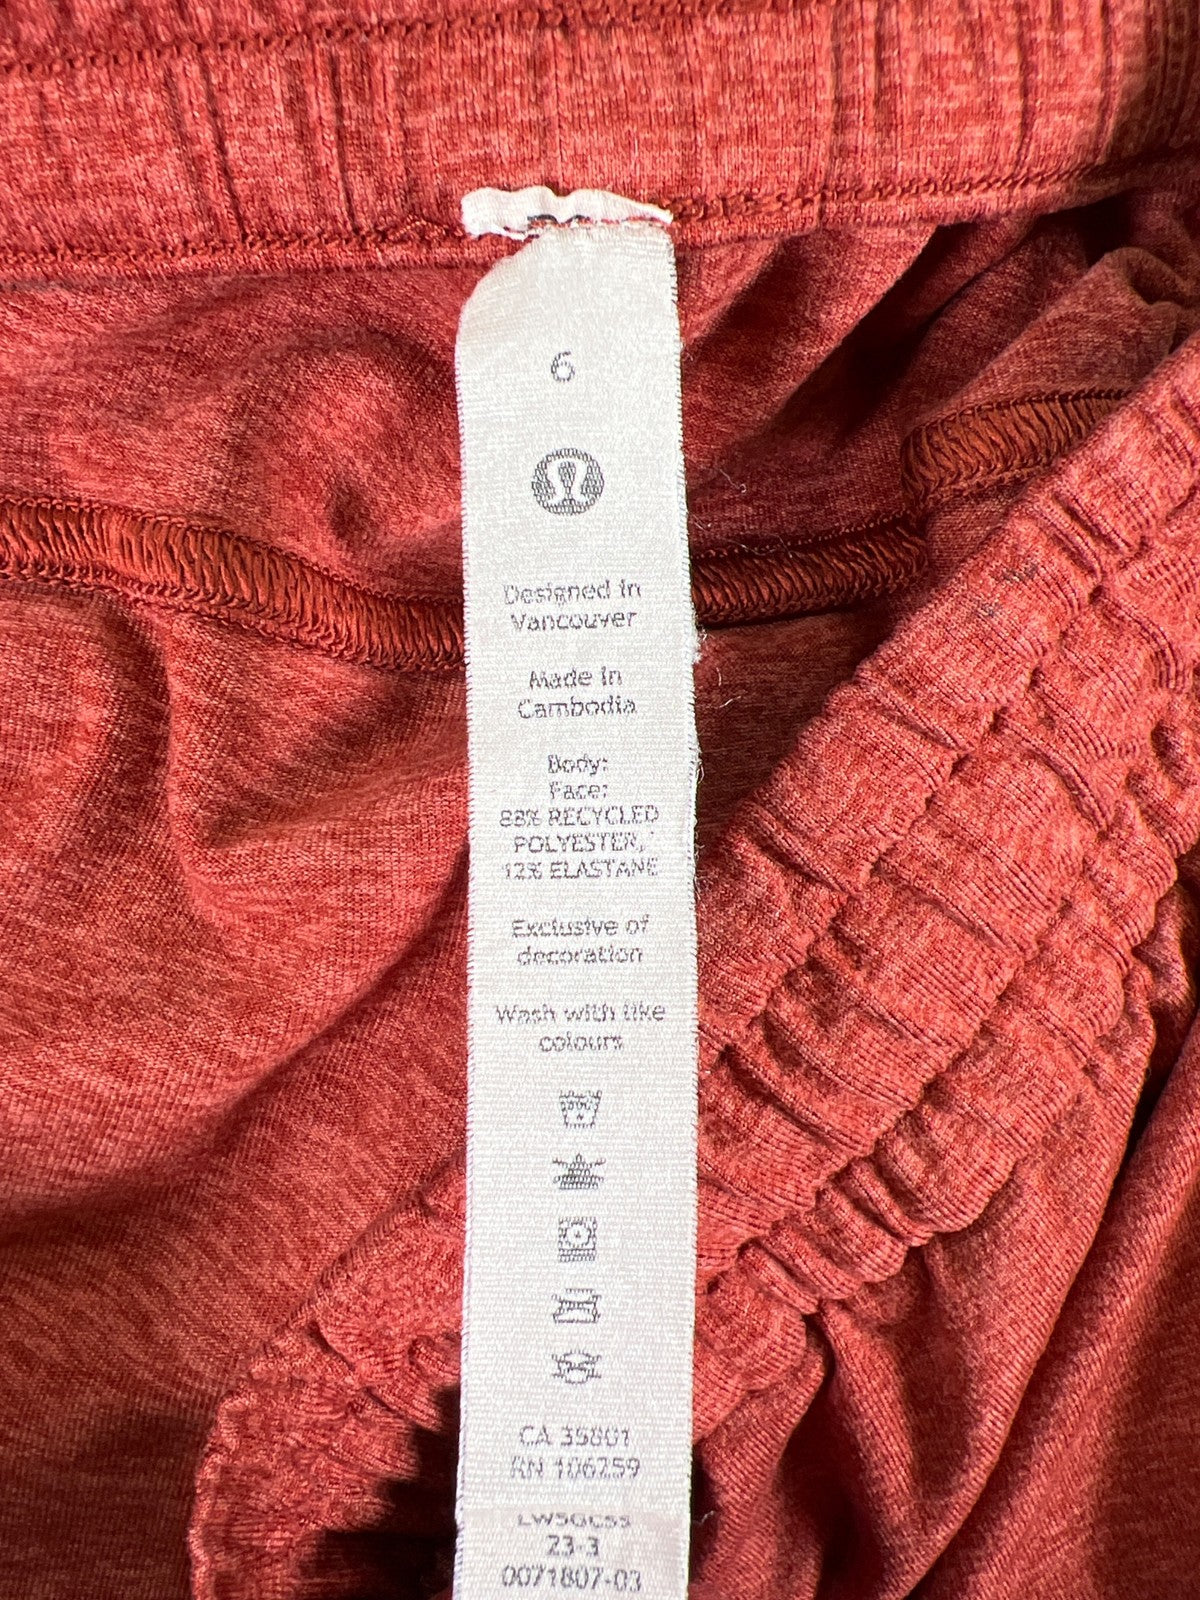 6
Designed in
Vancouver
Made in
Cambodia
Body:
Face:
88% RECYCLED
POLYESTER,
12% ELASTANE
Exclusive of
decoration
Wash with like
colours
CA 35801
RN 106259
23-3
0071807-03